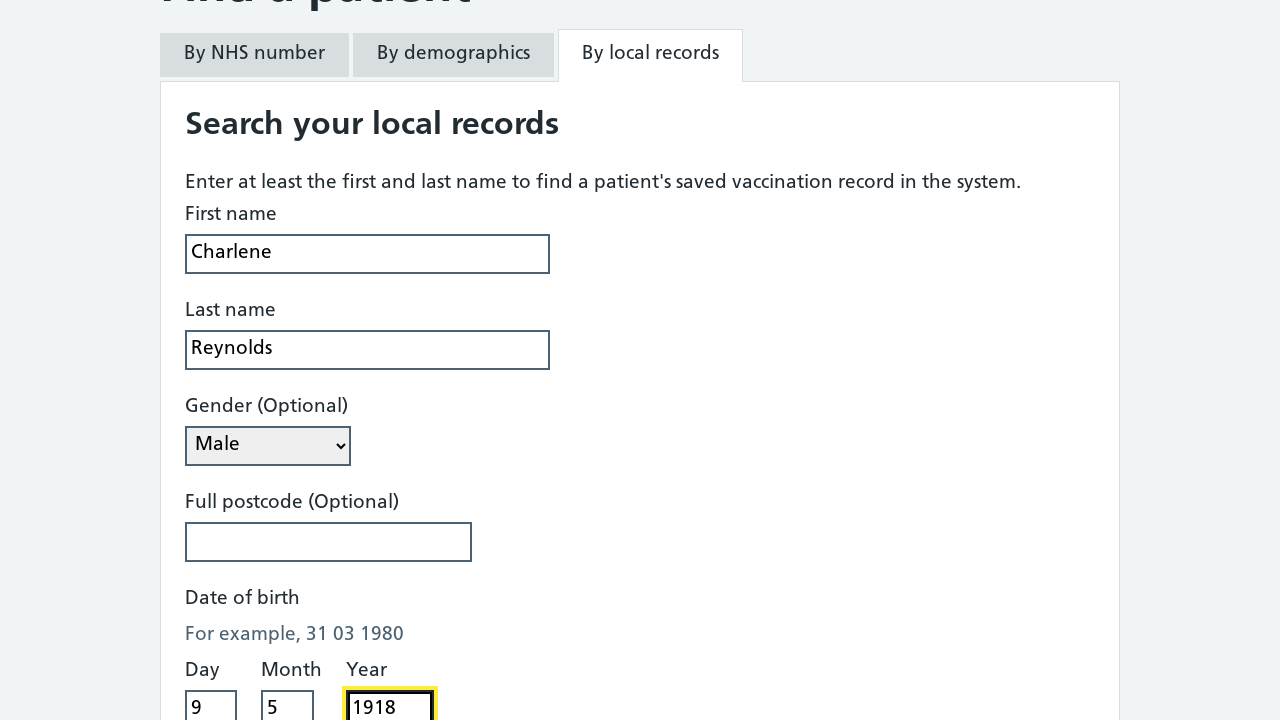 Find a patient
By NHS number
By demographics
By local records
Search your local records
Enter at least the first and last name to find a patient's saved vaccination record in the system.
First name
Charlene
Last name
Reynolds
Gender (Optional)
Male
Full postcode (Optional)
Date of birth
For example, 31 03 1980
Day Month Year
9 5 1918